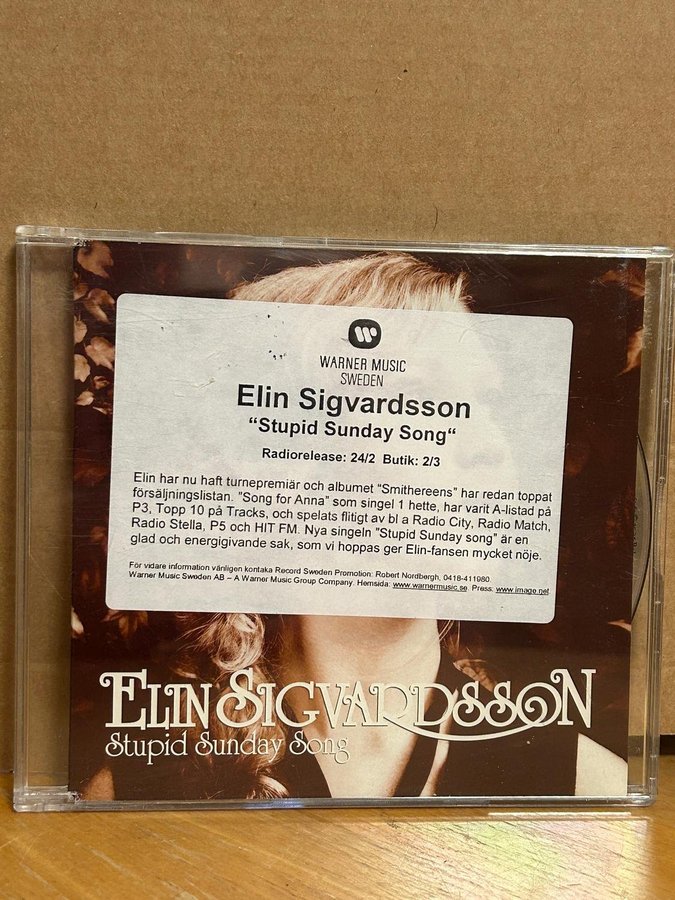 WARNER MUSIC
SWEDEN
Elin Sigvardsson
“Stupid Sunday Song“
Radiorelease: 24/2 Butik: 2/3
Elin har nu haft turnepremiär och albumet "Smithereens" har redan toppat
försäljningslistan. "Song for Anna" som singel 1 hette, har varit A-listad på
P3, Topp 10 på Tracks, och spelats flitigt av bl a Radio City, Radio Match,
Radio Stella, P5 och HIT FM. Nya singeln "Stupid Sunday song" är en
glad och energigivande sak, som vi hoppas ger Elin-fansen mycket nöje.
För vidare information vänligen kontaka Record Sweden Promotion: Robert Nordbergh, 0418-411980
Warner Music Sweden AB – A Warner Music Group Company. Hemsida: www.warnermusic.se. Press: www.image.net
ELIN SIGVARDSSON
Stupid Sunday Song